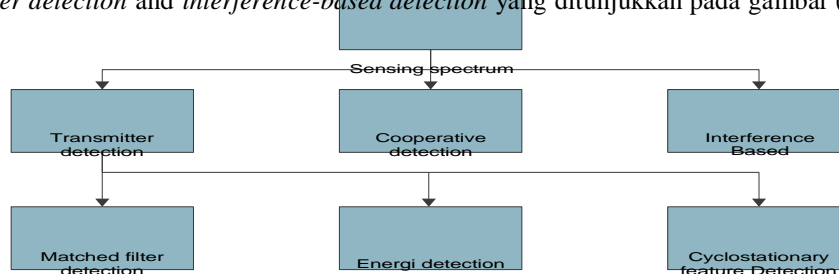 er detection and interference-based detection yang ditunjukkan pada gambar
Sensing spectrum
Transmitter
detection
Cooperative
detection
Interference
Based
Matched filter
detection
Energi detection
Cyclostationary
feature Detection